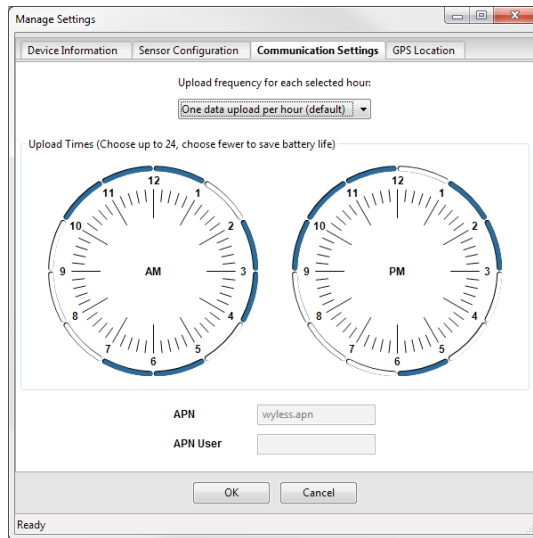 Manage Settings
Device Information Sensor Configuration Communication Settings GPS Location
Upload frequency for each selected hour:
One data upload per hour (default)
Upload Times (Choose up to 24, choose fewer to save battery life)
12
11 1
10 2
9 AM 3
8 4
7 5
6
12
11 1
10 2
9 PM 3
8 4
7 5
6
APN wyless.apn
APN User
OK Cancel
Ready